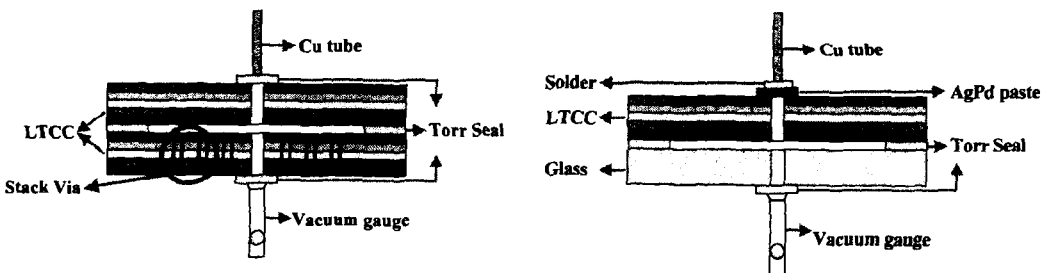 Cu tube
LTCC
Torr Seal
Stack Via
Vacuum gauge
Cu tube
Solder
AgPd paste
LTCC
Torr Seal
Glass
Vacuum gauge